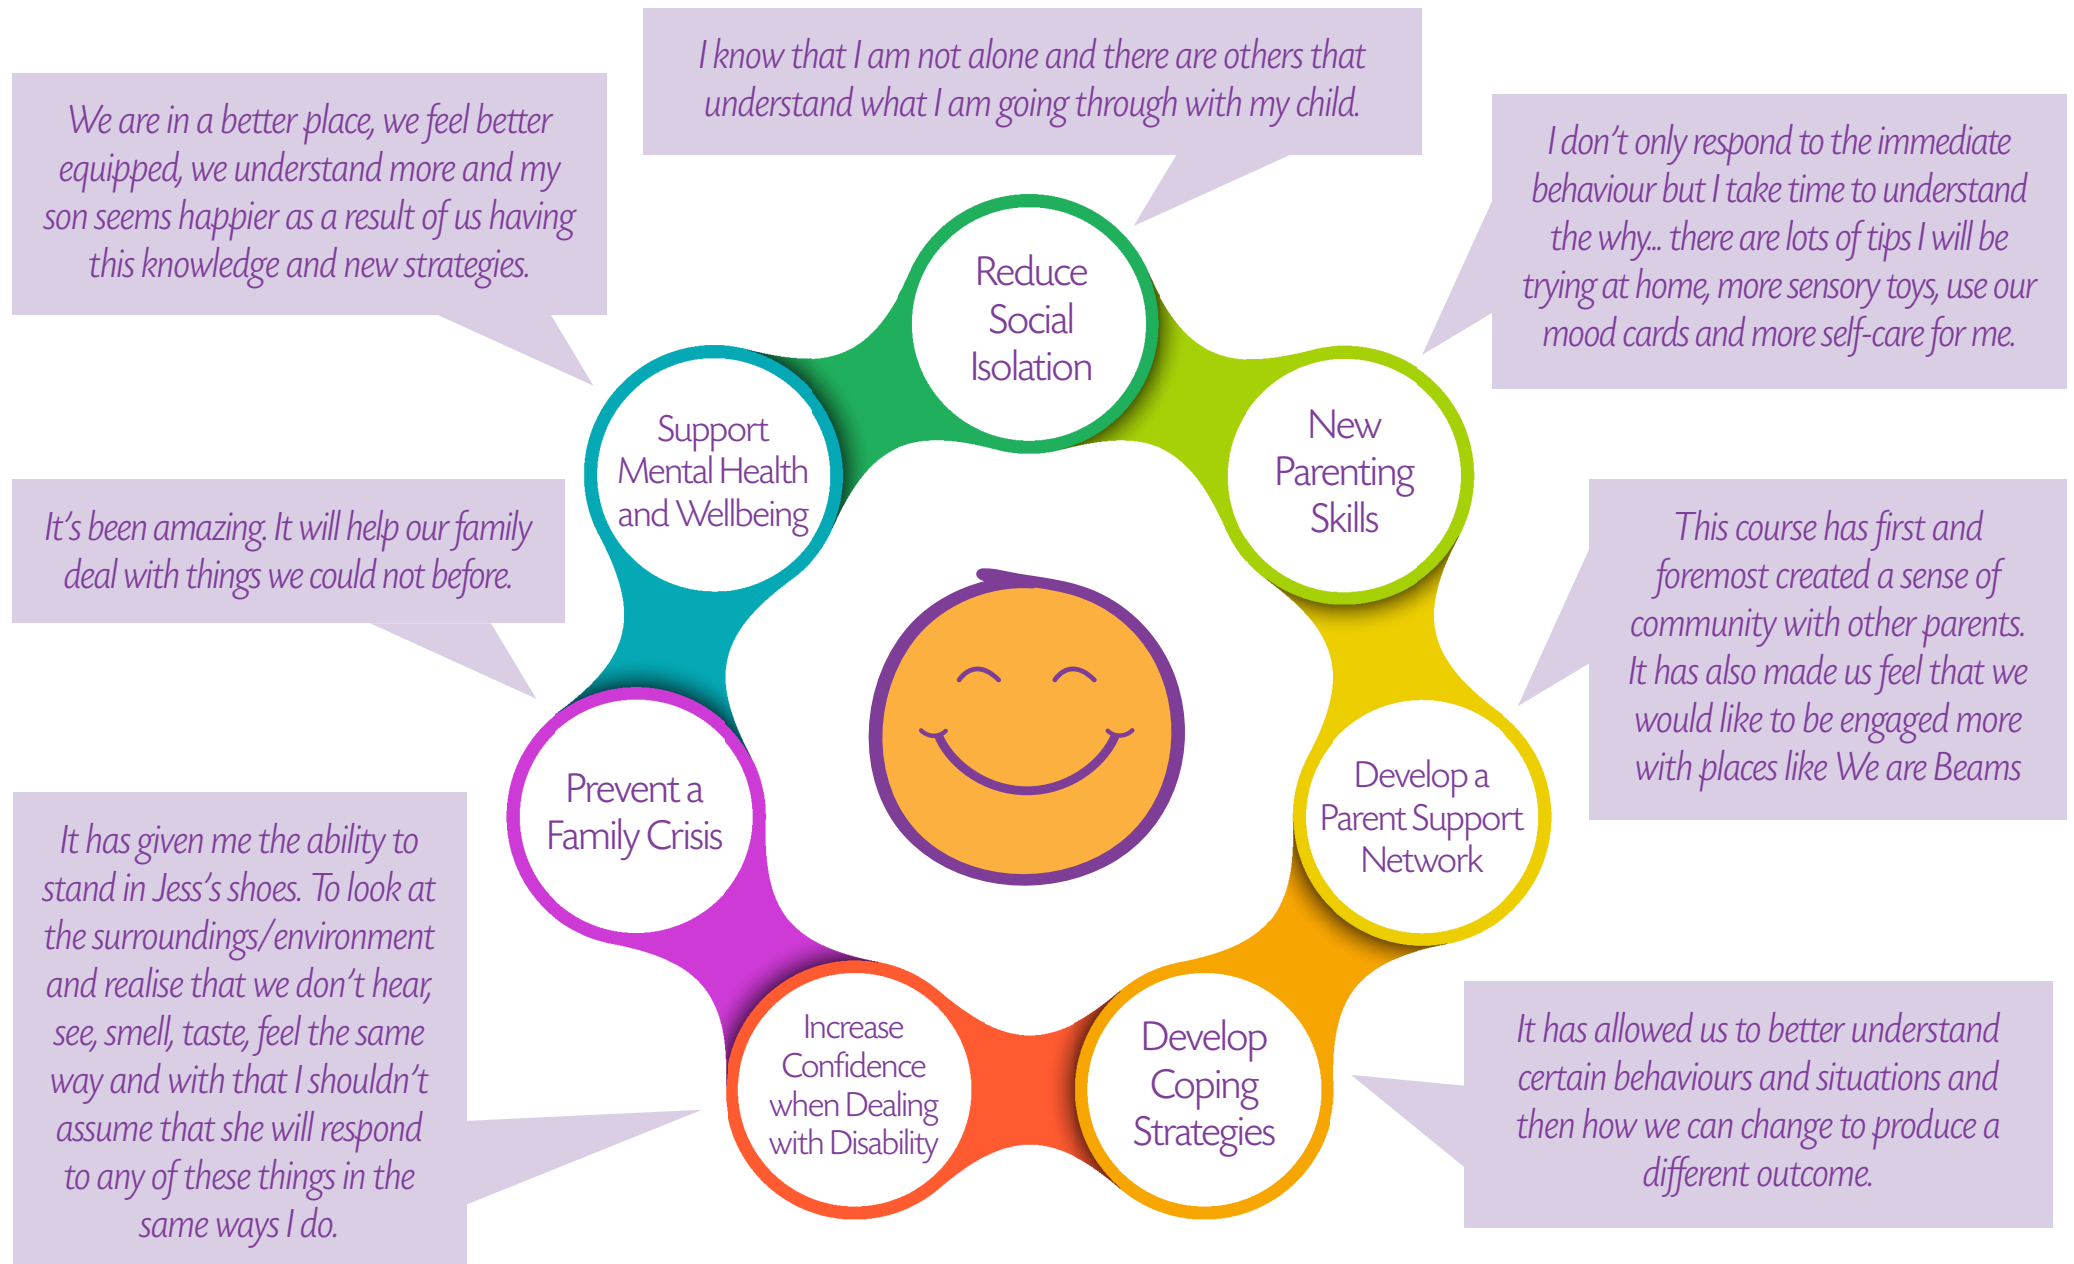 I know that I am not alone and there are others that
understand what I am going through with my child.
We are in a better place, we feel better
equipped, we understand more and my
son seems happier as a result of us having
this knowledge and new strategies.
I don't only respond to the immediate
behaviour but I take time to understand
the why... there are lots of tips I will be
trying at home, more sensory toys, use our
mood cards and more self-care for me.
Reduce
Social
Isolation
Support
Mental Health
and Wellbeing
New
Parenting
Skills
It's been amazing. It will help our family
deal with things we could not before.
This course has first and
foremost created a sense of
community with other parents.
It has also made us feel that we
would like to be engaged more
with places like We are Beams
Prevent a
Family Crisis
Develop a
Parent Support
Network
It has given me the ability to
stand in Jess's shoes. To look at
the surroundings/environment
and realise that we don't hear,
see, smell, taste, feel the same
way and with that I shouldn't
assume that she will respond
to any of these things in the
same ways I do.
Increase
Confidence
when Dealing
with Disability
Develop
Coping
Strategies
It has allowed us to better understand
certain behaviours and situations and
then how we can change to produce a
different outcome.